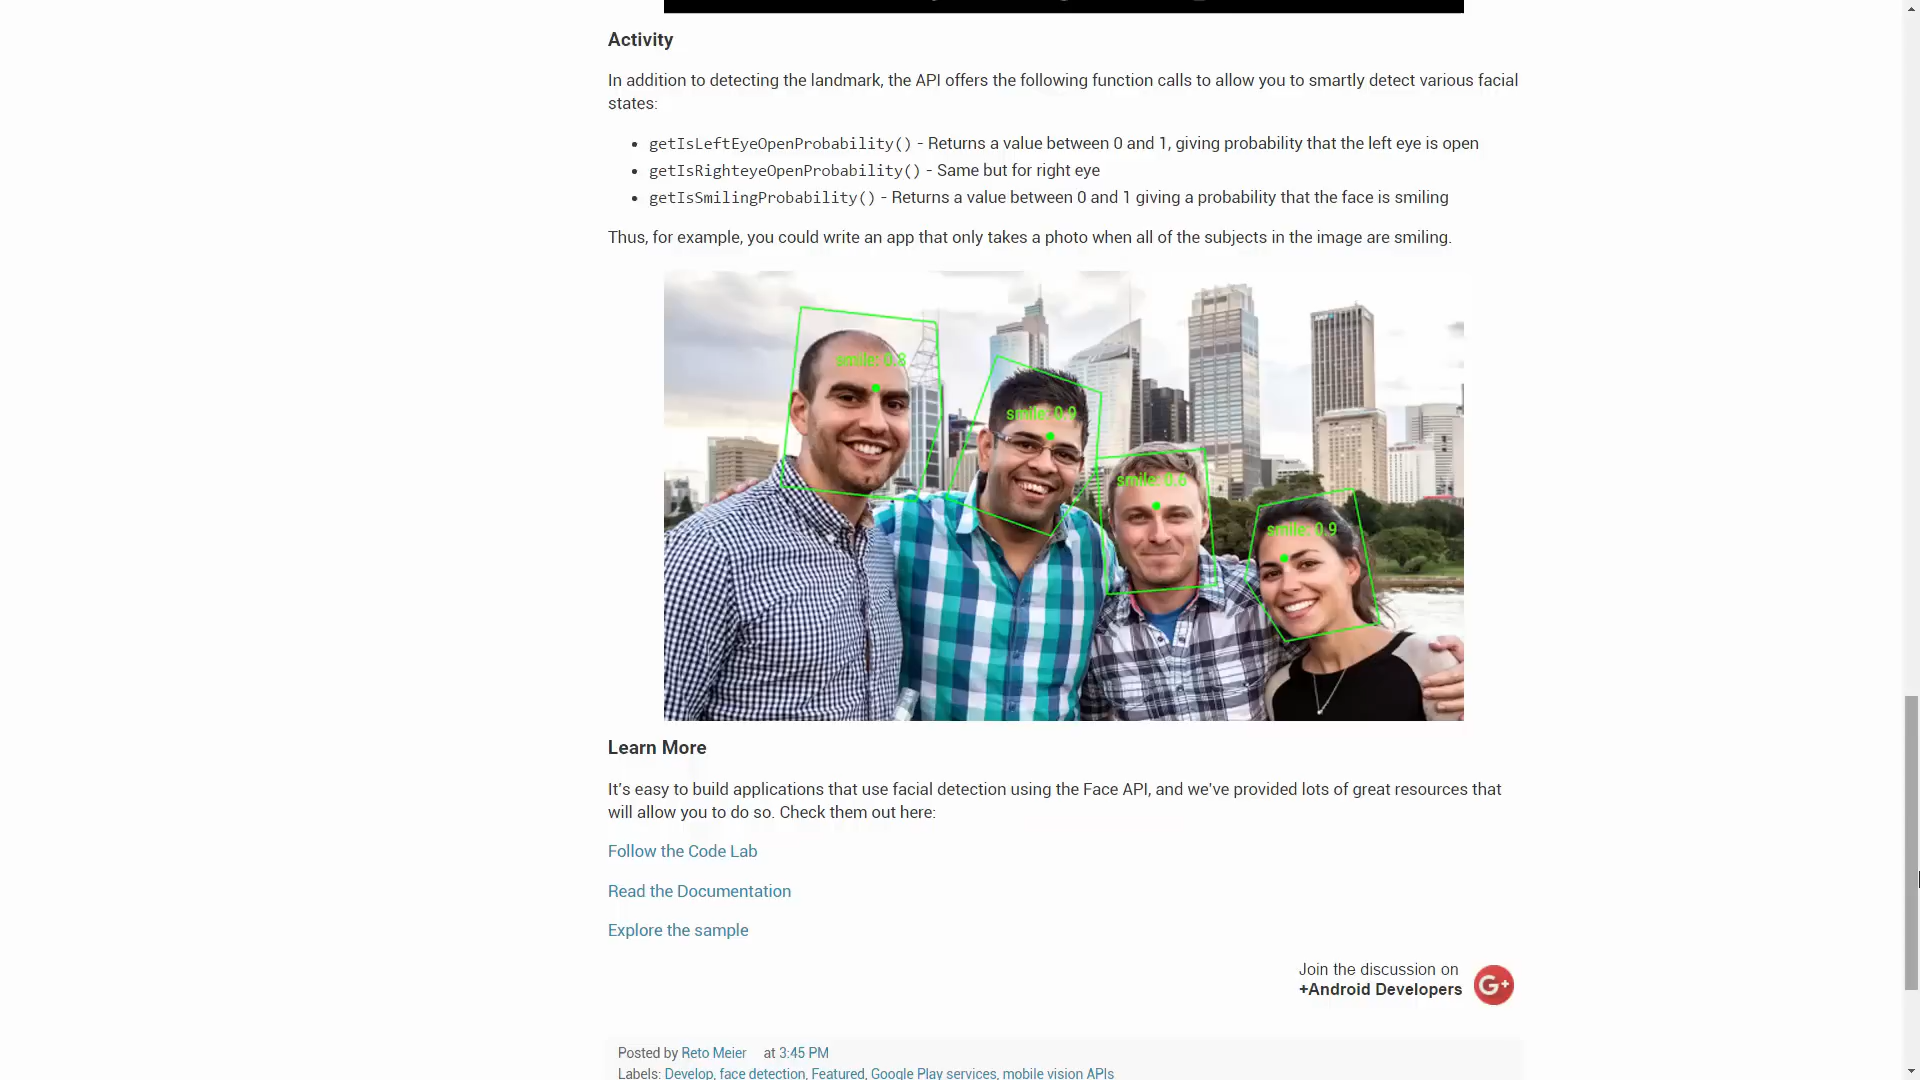 Activity
In addition to detecting the landmark, the API offers the following function calls to allow you to smartly detect various facial
states:
• getIsLeftEyeOpenProbability() - Returns a value between 0 and 1, giving probability that the left eye is open
• getIsRighteyeOpenProbability() - Same but for right eye
• getIsSmilingProbability() - Returns a value between 0 and 1 giving a probability that the face is smiling
Thus, for example, you could write an app that only takes a photo when all of the subjects in the image are smiling.
smile: 0.8
smile: 0.9
smile: 0.6
smile: 0.9
Learn More
It's easy to build applications that use facial detection using the Face API, and we've provided lots of great resources that
will allow you to do so. Check them out here:
Follow the Code Lab
Read the Documentation
Explore the sample
Join the discussion on
+Android Developers
G+
Posted by Reto Meier at 3:45 PM
Labels: Develop, face detection, Featured, Google Play services, mobile vision APIs